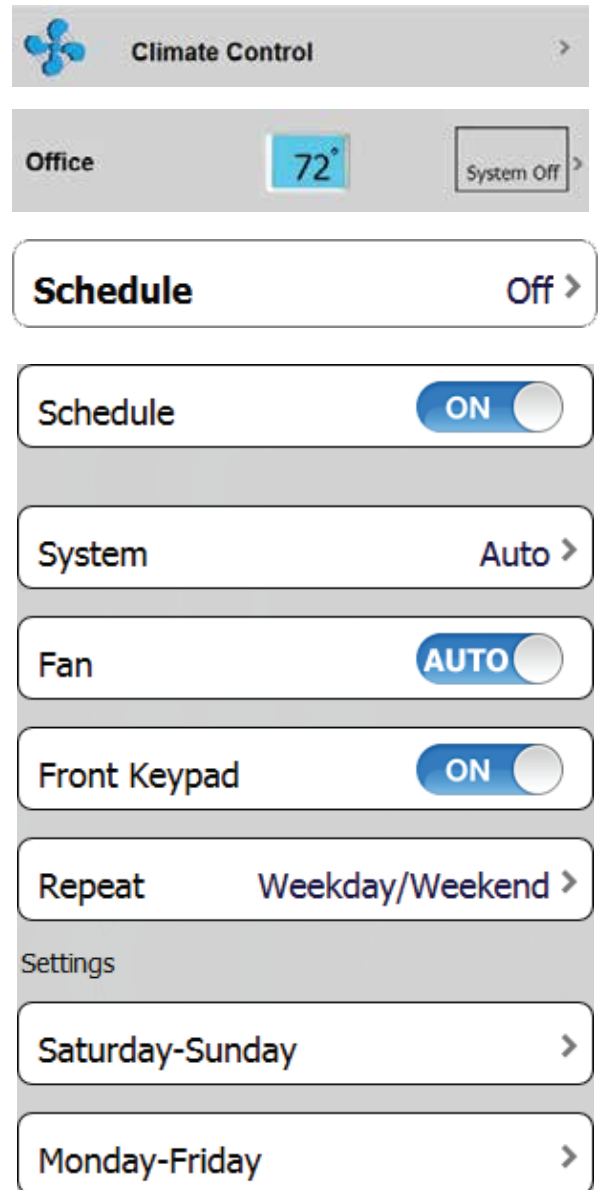 Climate Control
Office 72° System Off
Schedule Off
Schedule ON
System Auto
Fan AUTO
Front Keypad ON
Repeat Weekday/Weekend
Settings
Saturday-Sunday
Monday-Friday